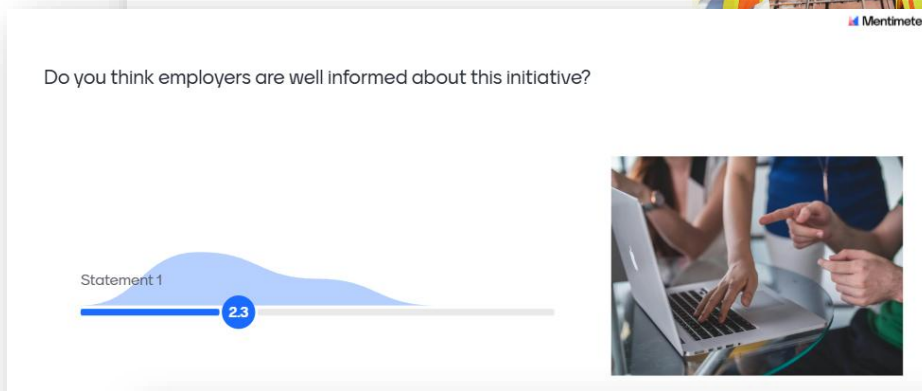 Mentimete
Do you think employers are well informed about this initiative?
Statement 1
2.3